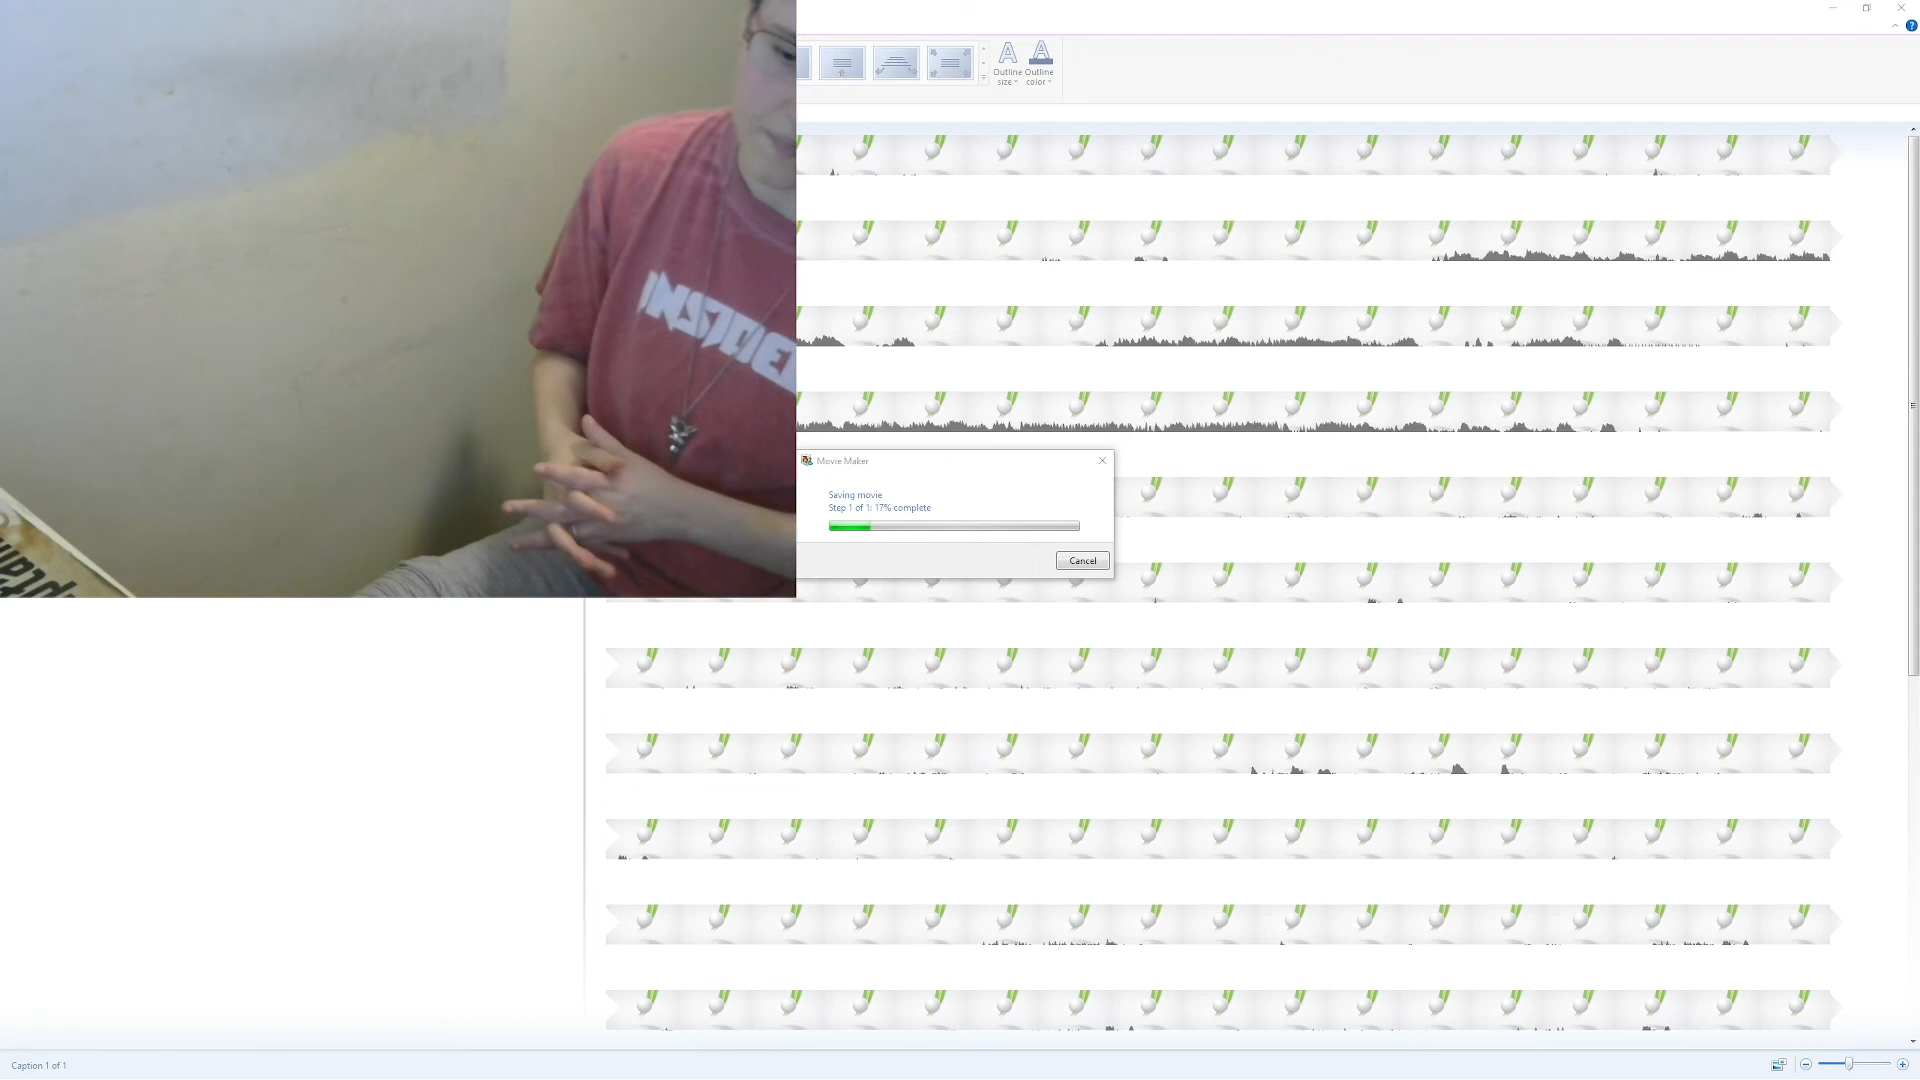 Outline
size
Outline
color
INSIDE
Movie Maker
Saving movie
Step 1 of 1: 17% complete
Cancel
Caption 1 of 1